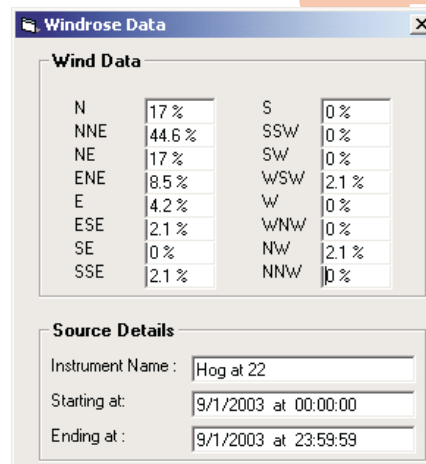 Windrose Data
Wind Data
N 17 % S 0 %
NNE 44.6 % SSW 0 %
NE 17 % SW 0 %
ENE 8.5 % WSW 2.1 %
E 4.2 % W 0 %
ESE 2.1 % WNW 0 %
SE 0 % NW 2.1 %
SSE 2.1 % NNW 0 %
Source Details
Instrument Name : Hog at 22
Starting at: 9/1/2003 at 00:00:00
Ending at : 9/1/2003 at 23:59:59